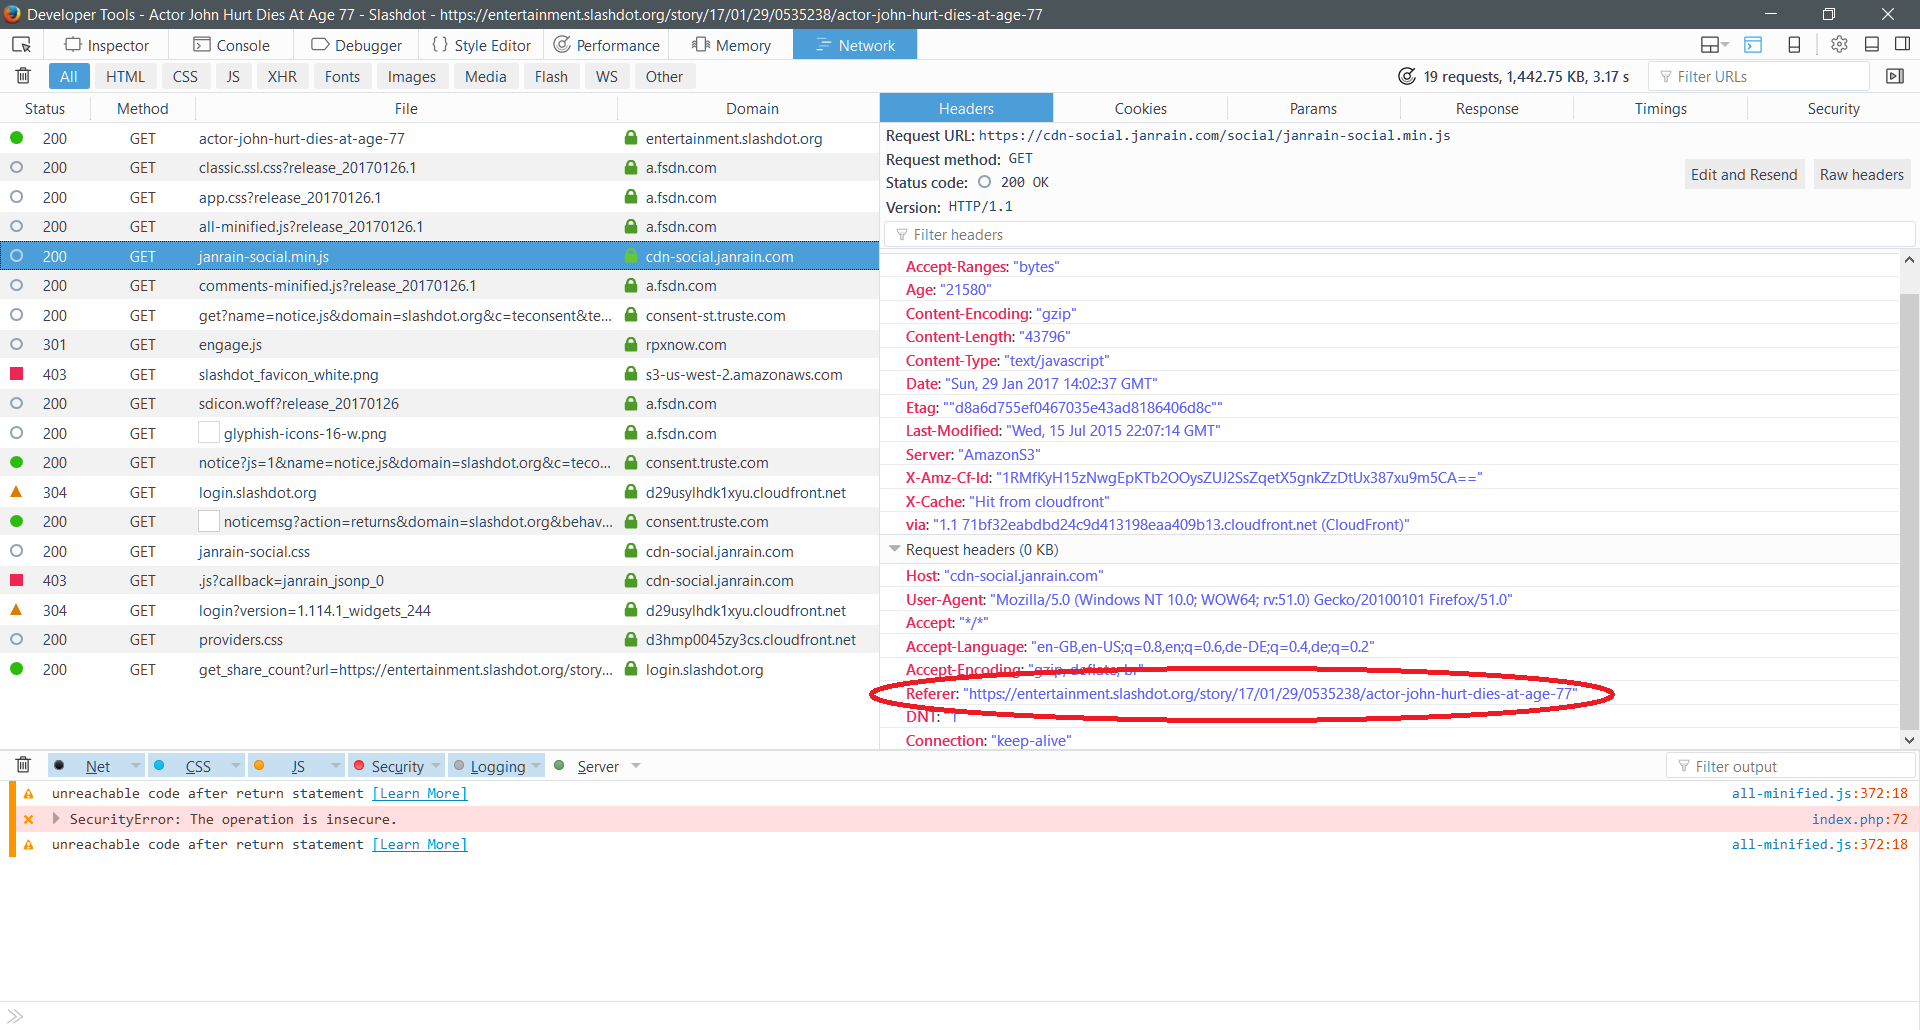 Developer Tools - Actor John Hurt Dies At Age 77 - Slashdot - https://entertainment.slashdot.org/story/17/01/29/0535238/actor-john-hurt-dies-at-age-77
Inspector Console Debugger Style Editor Performance Memory Network
All HTML CSS JS XHR Fonts Images Media Flash WS Other 19 requests, 1,442.75 KB, 3.17 s Filter URLs
Status Method File Domain
200 GET actor-john-hurt-dies-at-age-77 entertainment.slashdot.org
200 GET classic.ssl.css?release_20170126.1 a.fsdn.com
200 GET app.css?release_20170126.1 a.fsdn.com
200 GET all-minified.js?release_20170126.1 a.fsdn.com
200 GET janrain-social.min.js cdn-social.janrain.com
200 GET comments-minified.js?release_20170126.1 a.fsdn.com
200 GET get?name=notice.js&domain=slashdot.org&c=teconsent&te... consent-st.truste.com
301 GET engage.js rpxnow.com
403 GET slashdot_favicon_white.png s3-us-west-2.amazonaws.com
200 GET sdicon.woff?release_20170126 a.fsdn.com
200 GET glyphish-icons-16-w.png a.fsdn.com
200 GET notice?js=1&name=notice.js&domain=slashdot.org&c=teco... consent.truste.com
304 GET login.slashdot.org d29usylhdk1xyu.cloudfront.net
200 GET noticemsg?action=returns&domain=slashdot.org&behav... consent.truste.com
200 GET janrain-social.css cdn-social.janrain.com
403 GET .js?callback=janrain_jsonp_0 cdn-social.janrain.com
304 GET login?version=1.114.1_widgets_244 d29usylhdk1xyu.cloudfront.net
200 GET providers.css d3hmp0045zy3cs.cloudfront.net
200 GET get_share_count?url=https://entertainment.slashdot.org/story... login.slashdot.org
Headers Cookies Params Response Timings Security
Request URL: https://cdn-social.janrain.com/social/janrain-social.min.js
Request method: GET
Edit and Resend Raw headers
Status code: 200 OK
Version: HTTP/1.1
Filter headers
Accept-Ranges: "bytes"
Age: "21580"
Content-Encoding: "gzip"
Content-Length: "43796"
Content-Type: "text/javascript"
Date: "Sun, 29 Jan 2017 14:02:37 GMT"
Etag: ""d8a6d755ef0467035e43ad8186406d8c""
Last-Modified: "Wed, 15 Jul 2015 22:07:14 GMT"
Server: "AmazonS3"
X-Amz-Cf-Id: "1RMfKyH15zNwgEpKTb2OOysZUJ2SsZqetX5gnkZzDtUx387xu9m5CA=="
X-Cache: "Hit from cloudfront"
via: "1.1 71bf32eabdbd24c9d413198eaa409b13.cloudfront.net (CloudFront)"
Request headers (0 KB)
Host: "cdn-social.janrain.com"
User-Agent: "Mozilla/5.0 (Windows NT 10.0; WOW64; rv:51.0) Gecko/20100101 Firefox/51.0"
Accept: "*/*"
Accept-Language: "en-GB,en-US;q=0.8,en;q=0.6,de-DE;q=0.4,de;q=0.2"
Accept-Encoding: "gzip, deflate, br"
Referer: "https://entertainment.slashdot.org/story/17/01/29/0535238/actor-john-hurt-dies-at-age-77"
DNT: "1"
Connection: "keep-alive"
Net CSS JS Security Logging Server Filter output
unreachable code after return statement [Learn More] all-minified.js:372:18
SecurityError: The operation is insecure. index.php:72
unreachable code after return statement [Learn More] all-minified.js:372:18